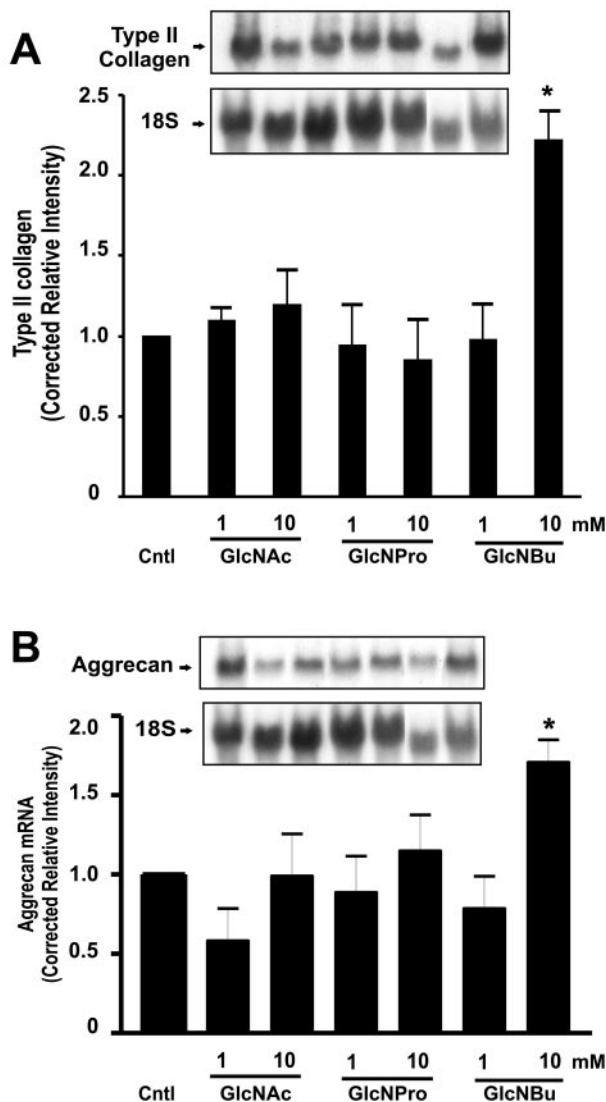 A
Type II
Collagen
18S
2.5
2.0
1.5
1.0
0.5
0
Type II collagen
(Corrected Relative Intensity)
*
1 10 1 10 1 10 mM
Cntl GlcNAc GlcNPro GlcNBu
B
Aggrecan
18S
2.0
1.5
1.0
0.5
0
Aggrecan mRNA
(Corrected Relative Intensity)
*
1 10 1 10 1 10 mM
Cntl GlcNAc GlcNPro GlcNBu